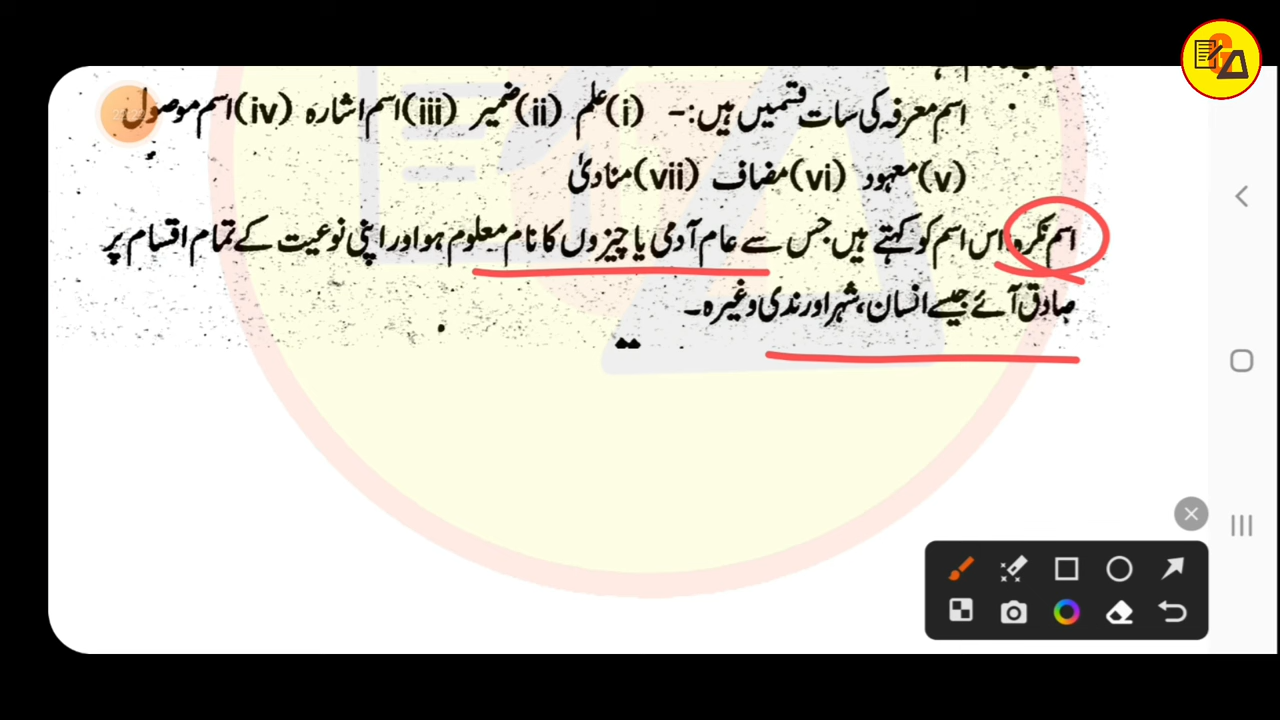 اسم معرفہ کی سات قسمیں ہیں:- (i) علم (ii) ضمیر (iii) اسم اشارہ (iv) اسم موصول
(v) معہود (vi) مضاف (vii) منادیٰ
اسم نکرہ اس اسم کو کہتے ہیں جس سے عام آدمی یا چیزوں کا نام معلوم ہو اور اپنی نوعیت کے تمام اقسام پر
صادق آئے جیسے انسان، شہر اور ندی وغیرہ۔